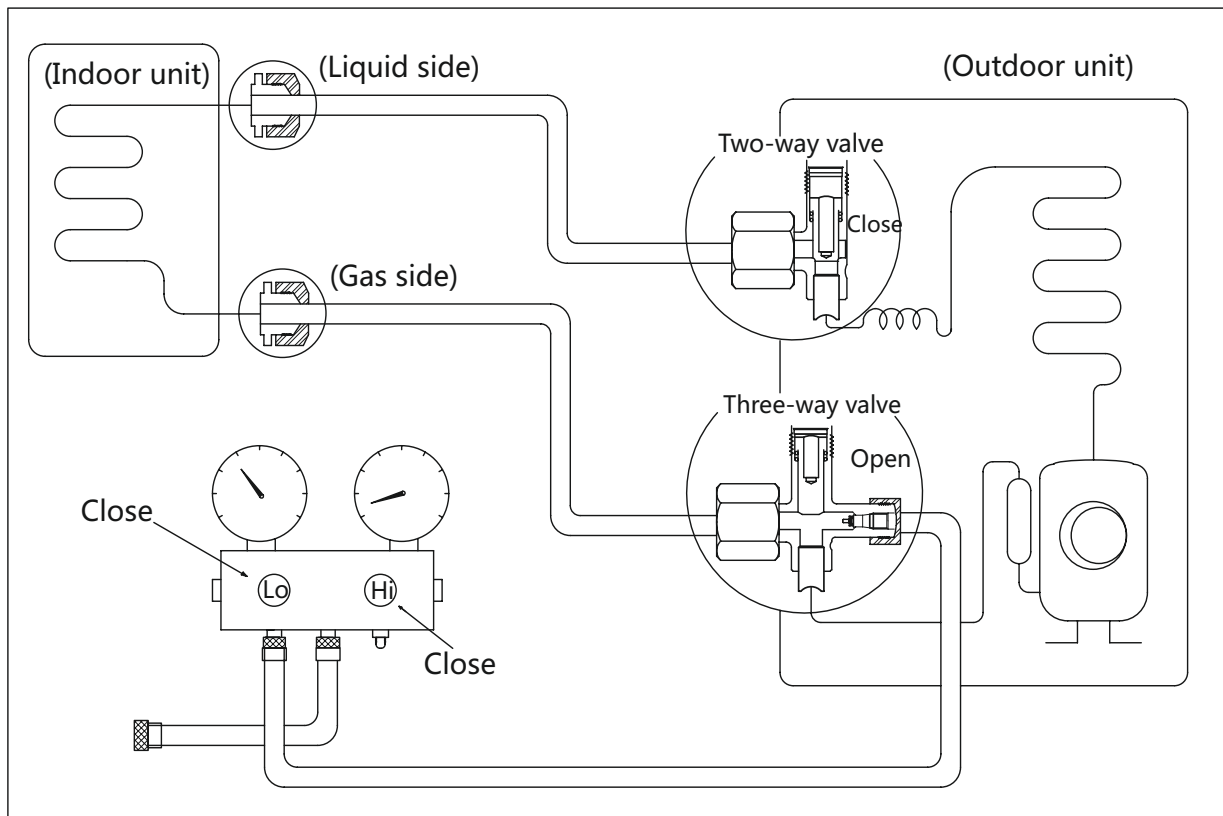 (Indoor unit)
(Liquid side)
(Outdoor unit)
Two-way valve
Close
(Gas side)
Three-way valve
Open
Close
Lo
Hi
Close